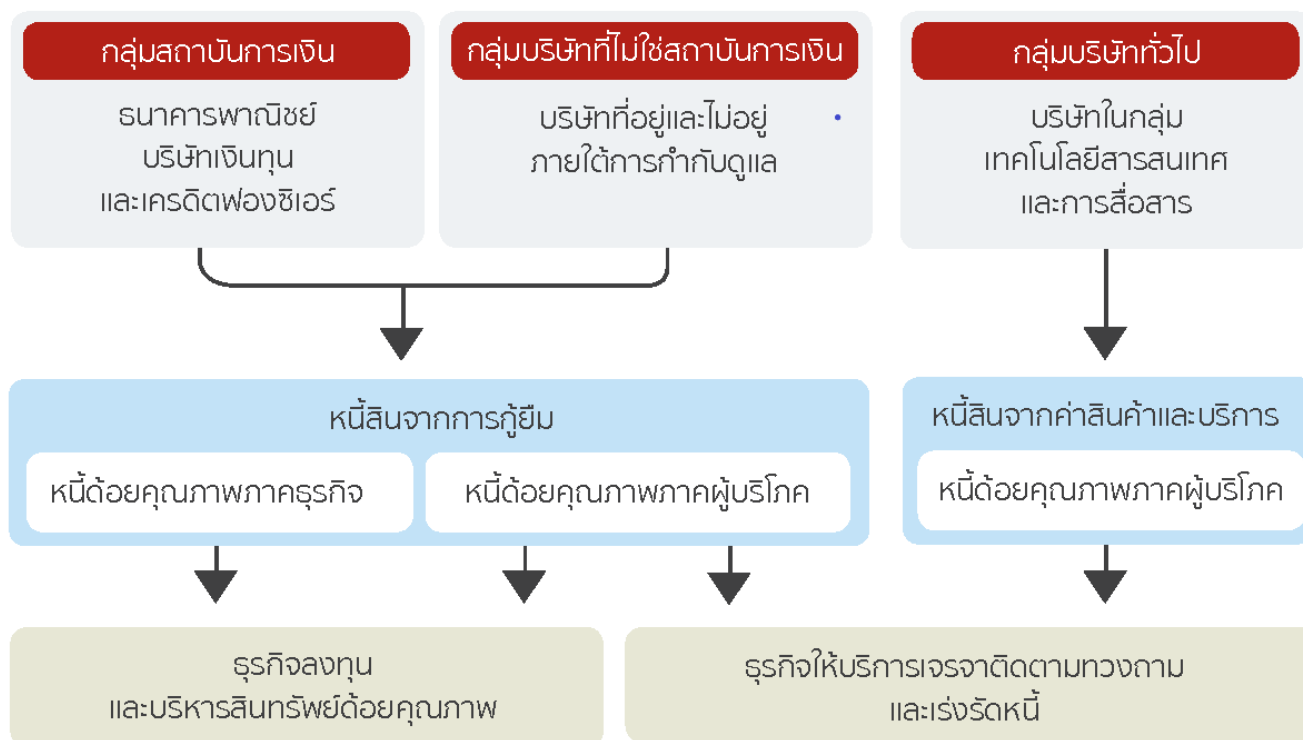 กลุ่มสถาบันการเงิน
ธนาคารพาณิชย์
บริษัทเงินทุน
และเครดิตฟองซิเอร์
กลุ่มบริษัทที่ไม่ใช่สถาบันการเงิน
บริษัทที่อยู่และไม่อยู่
ภายใต้การกำกับดูแล
กลุ่มบริษัททั่วไป
บริษัทในกลุ่ม
เทคโนโลยีสารสนเทศ
และการสื่อสาร
หนี้สินจากการกู้ยืม
หนี้ด้อยคุณภาพภาคธุรกิจ
หนี้ด้อยคุณภาพภาคผู้บริโภค
หนี้สินจากค่าสินค้าและบริการ
หนี้ด้อยคุณภาพภาคผู้บริโภค
ธุรกิจลงทุน
และบริหารสินทรัพย์ด้อยคุณภาพ
ธุรกิจให้บริการเจรจาติดตามทวงถาม
และเร่งรัดหนี้